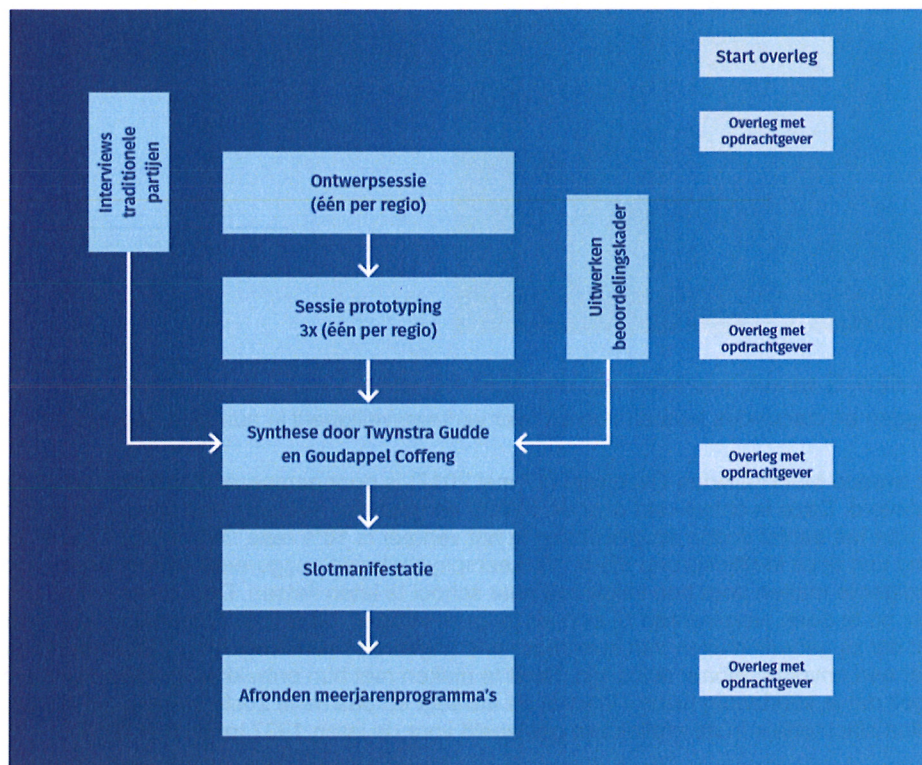 Start overleg
Overleg met
opdrachtgever
Interviews
traditionele
partijen
Ontwerpsessie
(één per regio)
Uitwerken
beoordelingskader
Sessie prototyping
3x (één per regio)
Overleg met
opdrachtgever
Synthese door Twynstra Gudde
en Goudappel Coffeng
Overleg met
opdrachtgever
Slotmanifestatie
Afronden meerjarenprogramma's
Overleg met
opdrachtgever